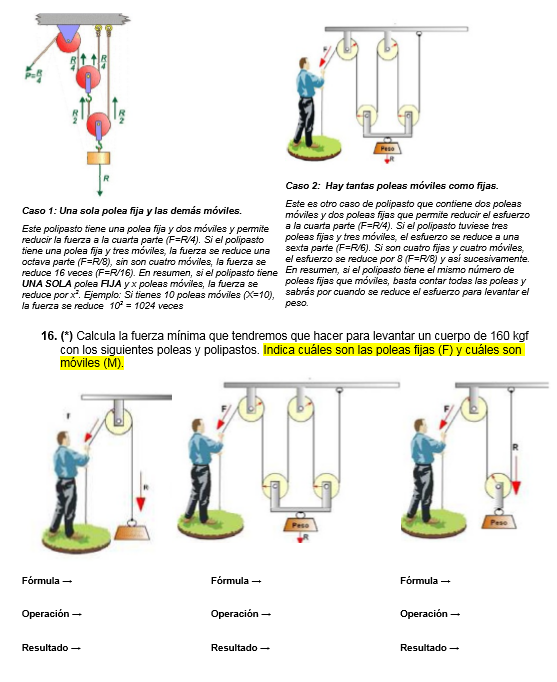 P=R/4
R/4
R/4
R/2
R/2
R
F
Peso
R
Caso 1: Una sola polea fija y las demás móviles.
Este polipasto tiene una polea fija y dos móviles y permite
reducir la fuerza a la cuarta parte (F=R/4). Si el polipasto
tiene una polea fija y tres móviles, la fuerza se reduce una
octava parte (F=R/8), sin son cuatro móviles, la fuerza se
reduce 16 veces (F=R/16). En resumen, si el polipasto tiene
UNA SOLA polea FIJA y x poleas móviles, la fuerza se
reduce por x². Ejemplo: Si tienes 10 poleas móviles (X=10),
la fuerza se reduce 10² = 1024 veces
Caso 2: Hay tantas poleas móviles como fijas.
Este es otro caso de polipasto que contiene dos poleas
móviles y dos poleas fijas que permite reducir el esfuerzo
a la cuarta parte (F=R/4). Si el polipasto tuviese tres
poleas fijas y tres móviles, el esfuerzo se reduce a una
sexta parte (F=R/6). Si son cuatro fijas y cuatro móviles,
el esfuerzo se reduce por 8 (F=R/8) y así sucesivamente.
En resumen, si el polipasto tiene el mismo número de
poleas fijas que móviles, basta contar todas las poleas y
sabrás por cuando se reduce el esfuerzo para levantar el
peso.
16. (*) Calcula la fuerza mínima que tendremos que hacer para levantar un cuerpo de 160 kgf
con los siguientes poleas y polipastos. Indica cuáles son las poleas fijas (F) y cuáles son
móviles (M).
F
R
F
Peso
R
F
R
Peso
Fórmula → Fórmula → Fórmula →
Operación → Operación → Operación →
Resultado → Resultado → Resultado →